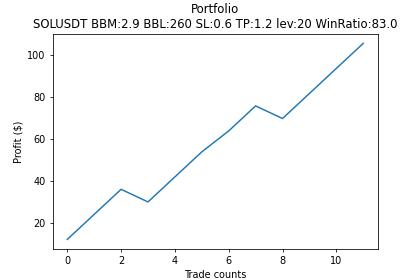 Portfolio
SOLUSDT BBM:2.9 BBL:260 SL:0.6 TP:1.2 lev:20 WinRatio:83.0
100
80
60
40
20
Profit ($)
0 2 4 6 8 10
Trade counts